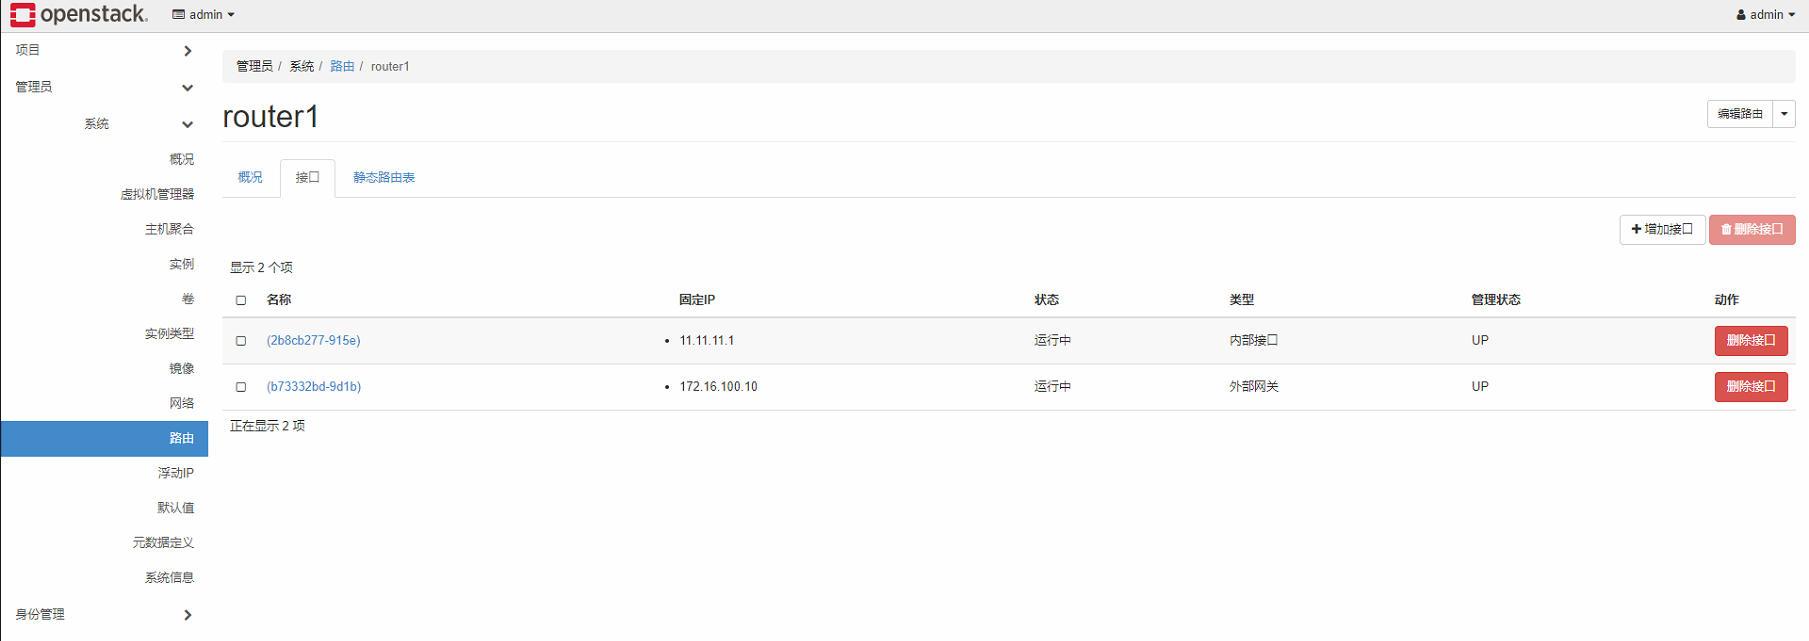 openstack. admin admin
项目
管理员
系统
概况
虚拟机管理器
主机聚合
实例
卷
实例类型
镜像
网络
路由
浮动IP
默认值
元数据定义
系统信息
身份管理
管理员 / 系统 / 路由 / router1
router1
编辑路由
概况 接口 静态路由表
增加接口 删除接口
显示 2 个项
名称 固定IP 状态 类型 管理状态 动作
(2b8cb277-915e) • 11.11.11.1 运行中 内部接口 UP 删除接口
(b73332bd-9d1b) • 172.16.100.10 运行中 外部网关 UP 删除接口
正在显示 2 项